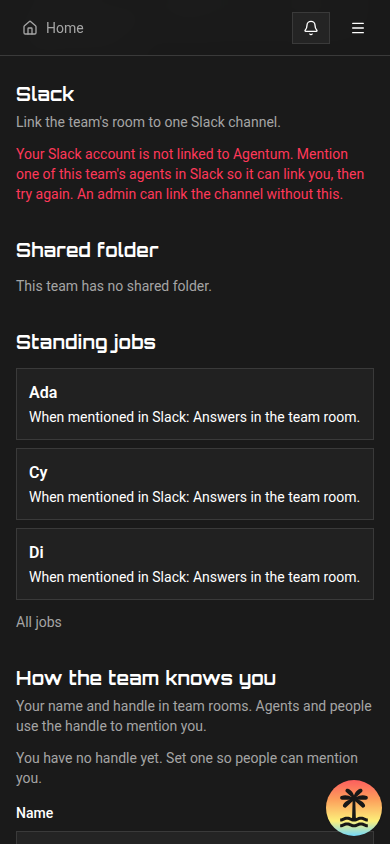 Home
Slack
Link the team's room to one Slack channel.
Your Slack account is not linked to Agentum. Mention
one of this team's agents in Slack so it can link you, then
try again. An admin can link the channel without this.
Shared folder
This team has no shared folder.
Standing jobs
Ada
When mentioned in Slack: Answers in the team room.
Cy
When mentioned in Slack: Answers in the team room.
Di
When mentioned in Slack: Answers in the team room.
All jobs
How the team knows you
Your name and handle in team rooms. Agents and people
use the handle to mention you.
You have no handle yet. Set one so people can mention
you.
Name